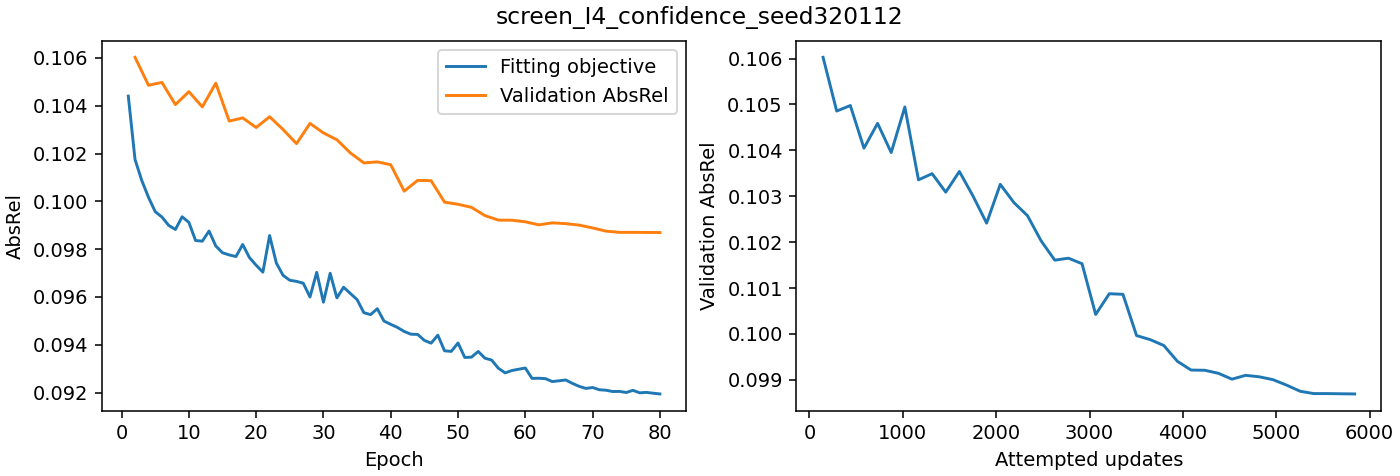 screen_l4_confidence_seed320112
0.106
0.104
0.102
0.100
0.098
0.096
0.094
0.092
AbsRel
Fitting objective
Validation AbsRel
0 10 20 30 40 50 60 70 80
Epoch
0.106
0.105
0.104
0.103
0.102
0.101
0.100
0.099
Validation AbsRel
0 1000 2000 3000 4000 5000 6000
Attempted updates